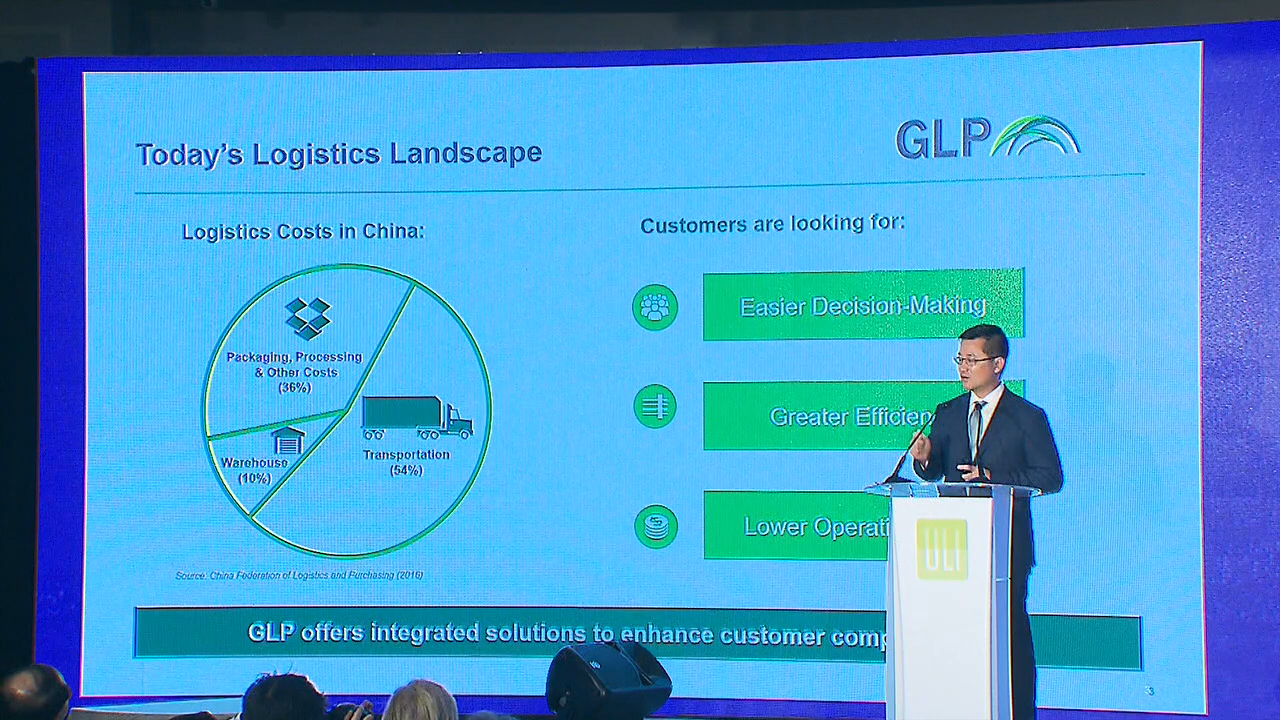 Today's Logistics Landscape
GLP
Logistics Costs in China:
Packaging, Processing
& Other Costs
(36%)
Warehouse
(10%)
Transportation
(54%)
Source: China Federation of Logistics and Purchasing (2016)
Customers are looking for:
Easier Decision-Making
Greater Efficien
Lower Operati
GLP offers integrated solutions to enhance customer comp
3
ULI